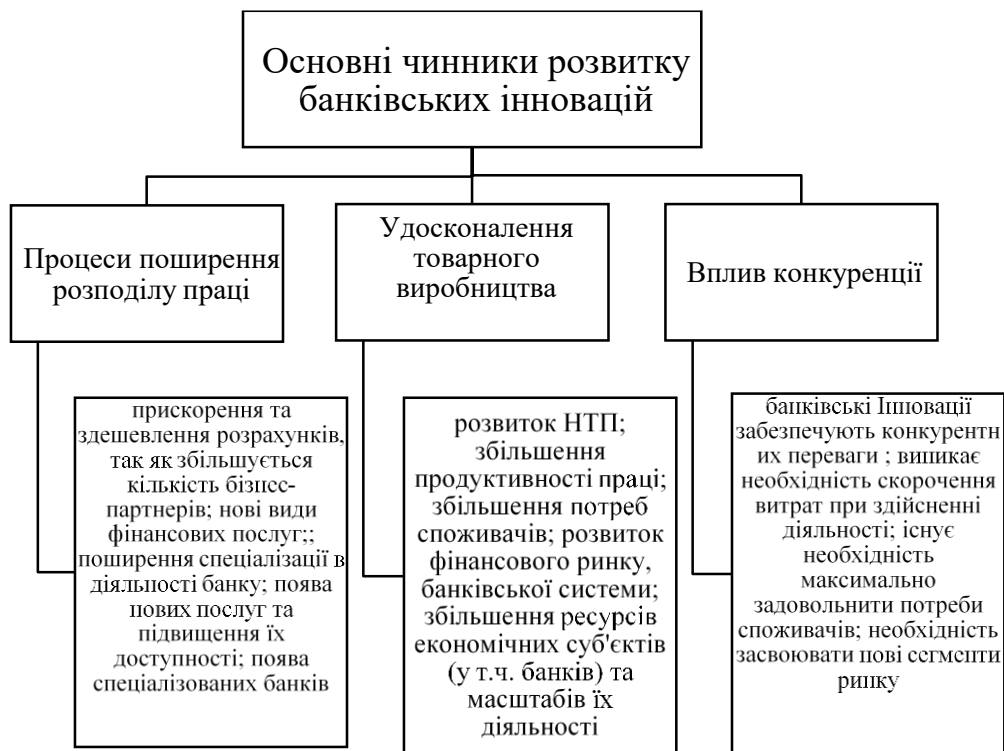 Основні чинники розвитку
банківських інновацій
Процеси поширення
розподілу праці
Удосконалення
товарного
виробництва
Вплив конкуренції
прискорення та
здешевлення розрахунків,
так як збільшується
кількість бізнес-
партнерів; нові види
фінансових послуг;;
поширення спеціалізації в
діяльності банку; поява
нових послуг та
підвищення їх
доступності; поява
спеціалізованих банків
розвиток НТП;
збільшення
продуктивності праці;
збільшення потреб
споживачів; розвиток
фінансового ринку,
банківської системи;
збільшення ресурсів
економічних суб'єктів
(у т.ч. банків) та
масштабів їх
діяльності
банківські Інновації
забезпечують конкурентн
их переваги ; виникає
необхідність скорочення
витрат при здійсненні
діяльності; існує
необхідність
максимально
задовольнити потреби
споживачів; необхідність
засвоювати нові сегменти
ринку